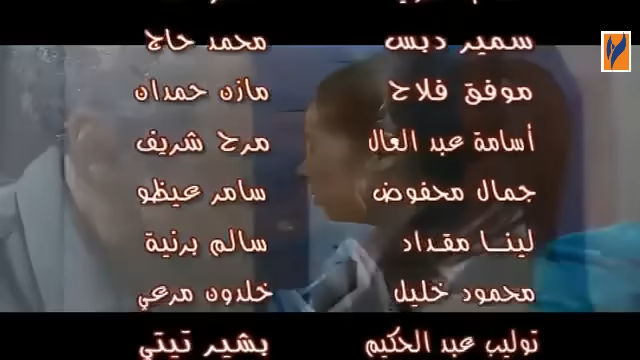 سمير دبس محمد حاج
موفق فلاح مازن حمدان
أسامة عبد العال مرح شريف
جمال محفوض سامر عيظو
لينا مقداد سالم برنية
محمود خليل خلدون مرعي
توليب عبد الحكيم بشير تيتي